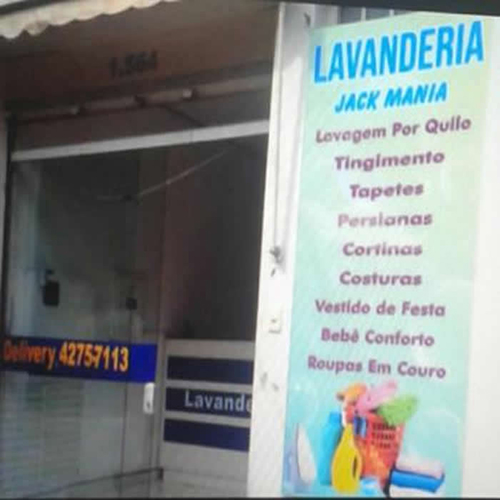 1.564
LAVANDERIA
JACK MANIA
Lavagem Por Quilo
Tingimento
Tapetes
Persianas
Cortinas
Costuras
Vestido de Festa
Bebê Conforto
Roupas Em Couro
Delivery 42757113
Lavande